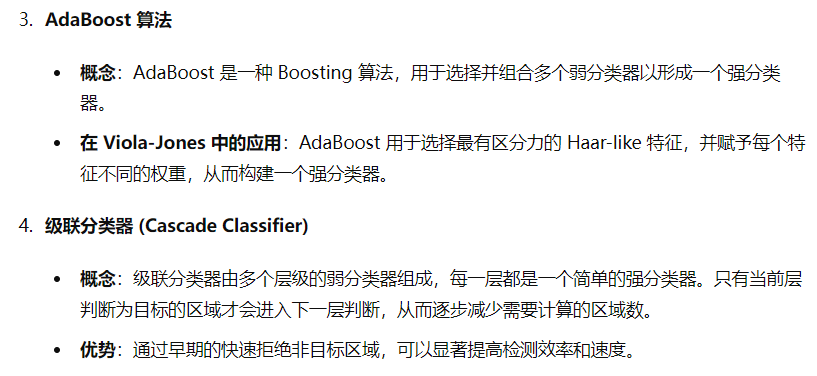 3. AdaBoost 算法
• 概念：AdaBoost 是一种 Boosting 算法，用于选择并组合多个弱分类器以形成一个强分类
器。
• 在 Viola-Jones 中的应用：AdaBoost 用于选择最有区分力的 Haar-like 特征，并赋予每个特
征不同的权重，从而构建一个强分类器。
4. 级联分类器 (Cascade Classifier)
• 概念：级联分类器由多个层级的弱分类器组成，每一层都是一个简单的强分类器。只有当前层
判断为目标的区域才会进入下一层判断，从而逐步减少需要计算的区域数。
• 优势：通过早期的快速拒绝非目标区域，可以显著提高检测效率和速度。